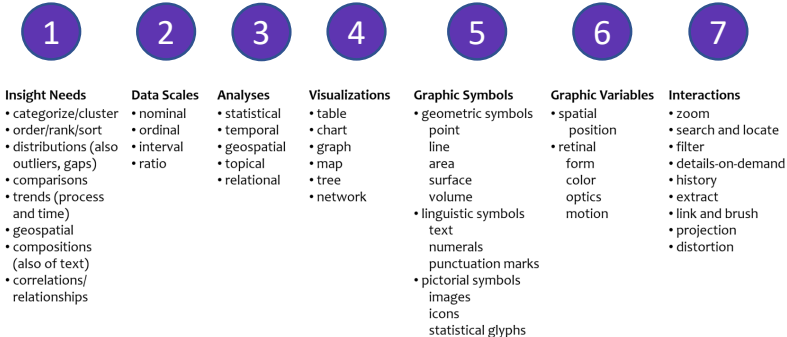 1
2
3
4
5
6
7
Insight Needs
• categorize/cluster
• order/rank/sort
• distributions (also
outliers, gaps)
• comparisons
• trends (process
and time)
• geospatial
• compositions
(also of text)
• correlations/
relationships
Data Scales
• nominal
• ordinal
• interval
• ratio
Analyses
• statistical
• temporal
• geospatial
• topical
• relational
Visualizations
• table
• chart
• graph
• map
• tree
• network
Graphic Symbols
• geometric symbols
point
line
area
surface
volume
• linguistic symbols
text
numerals
punctuation marks
• pictorial symbols
images
icons
statistical glyphs
Graphic Variables
• spatial
position
• retinal
form
color
optics
motion
Interactions
• zoom
• search and locate
• filter
• details-on-demand
• history
• extract
• link and brush
• projection
• distortion